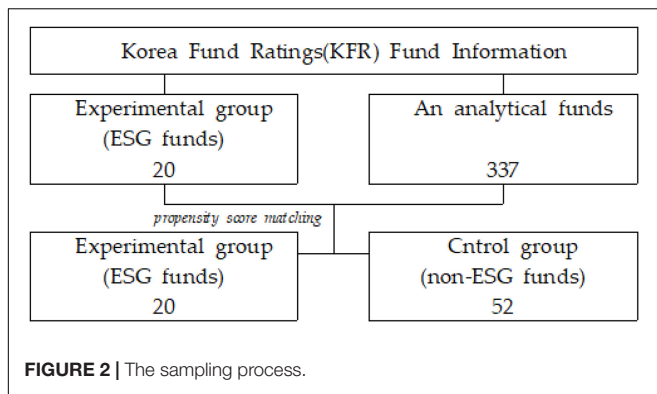 Korea Fund Ratings(KFR) Fund Information
Experimental group
(ESG funds)
20
An analytical funds
337
propensity score matching
Experimental group
(ESG funds)
20
Cntrol group
(non-ESG funds)
52
FIGURE 2 | The sampling process.